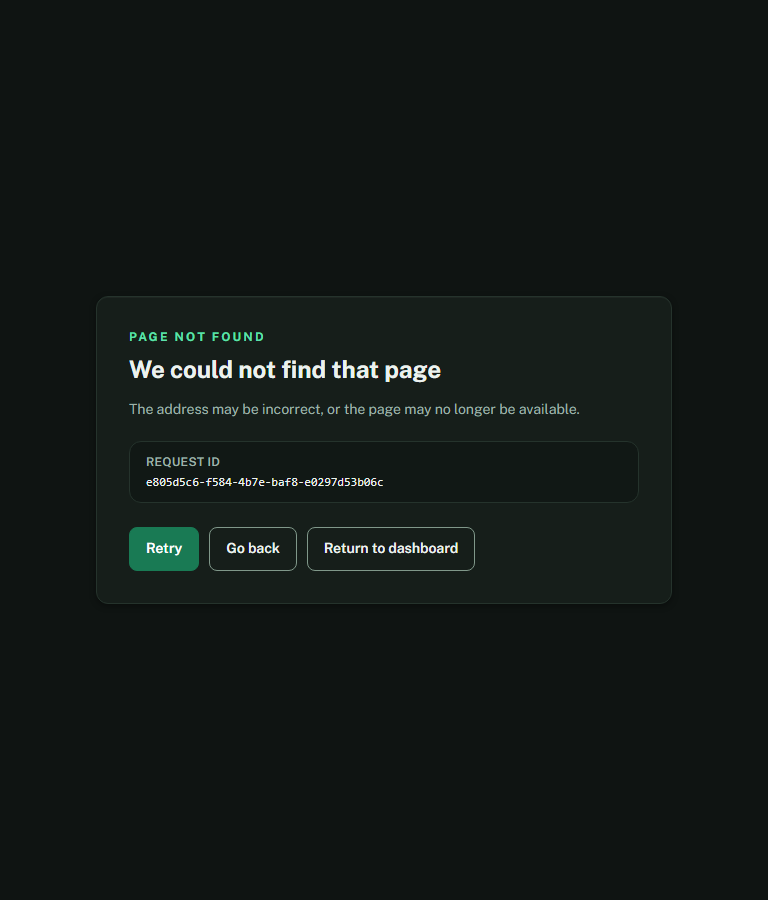 PAGE NOT FOUND
We could not find that page
The address may be incorrect, or the page may no longer be available.
REQUEST ID
e805d5c6-f584-4b7e-baf8-e0297d53b06c
Retry
Go back
Return to dashboard